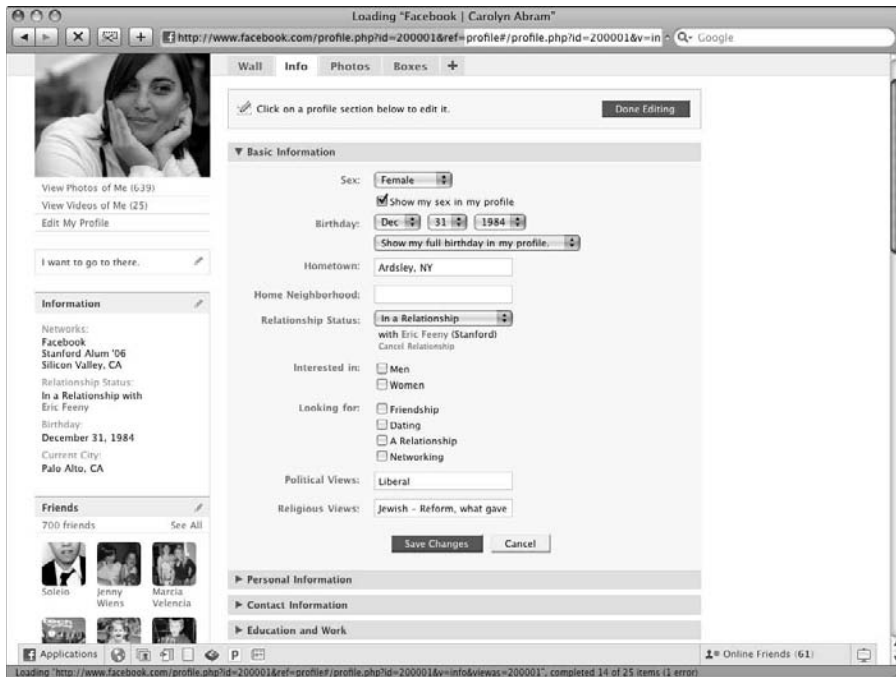 Loading "Facebook | Carolyn Abram"
http://www.facebook.com/profile.php?id=200001&ref=profile#/profile.php?id=200001&v=in
Google
Wall Info Photos Boxes +
Click on a profile section below to edit it.
Done Editing
View Photos of Me (639)
View Videos of Me (25)
Edit My Profile
I want to go to there.
Information
Networks:
Facebook
Stanford Alum '06
Silicon Valley, CA
Relationship Status:
In a Relationship with
Eric Feeny
Birthday:
December 31, 1984
Current City:
Palo Alto, CA
Friends
700 friends See All
Soleio
Jenny Wiens
Marcia Velencia
Basic Information
Sex: Female
Show my sex in my profile
Birthday: Dec 31 1984
Show my full birthday in my profile.
Hometown: Ardsley, NY
Home Neighborhood:
Relationship Status: In a Relationship
with Eric Feeny (Stanford)
Cancel Relationship
Interested in: Men
Women
Looking for: Friendship
Dating
A Relationship
Networking
Political Views: Liberal
Religious Views: Jewish - Reform, what gave
Save Changes Cancel
Personal Information
Contact Information
Education and Work
Applications P Online Friends (61)
Loading "http://www.facebook.com/profile.php?id=200001&ref=profile#/profile.php?id=200001&v=info&viewas=200001", completed 14 of 25 items (1 error)